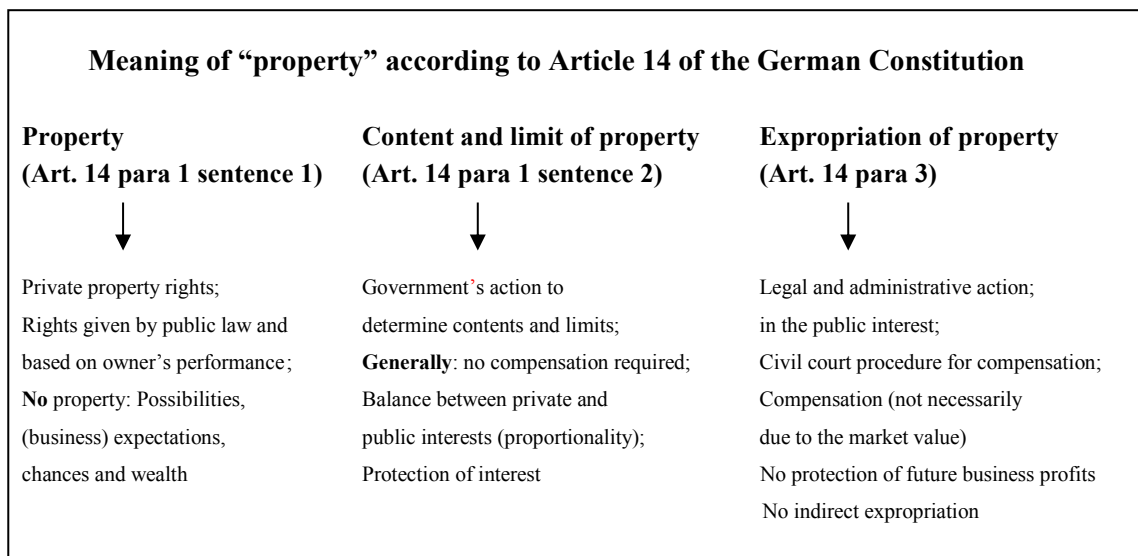 Meaning of “property” according to Article 14 of the German Constitution
Property
(Art. 14 para 1 sentence 1)
Private property rights;
Rights given by public law and
based on owner’s performance;
No property: Possibilities,
(business) expectations,
chances and wealth
Content and limit of property
(Art. 14 para 1 sentence 2)
Government’s action to
determine contents and limits;
Generally: no compensation required;
Balance between private and
public interests (proportionality);
Protection of interest
Expropriation of property
(Art. 14 para 3)
Legal and administrative action;
in the public interest;
Civil court procedure for compensation;
Compensation (not necessarily
due to the market value)
No protection of future business profits
No indirect expropriation